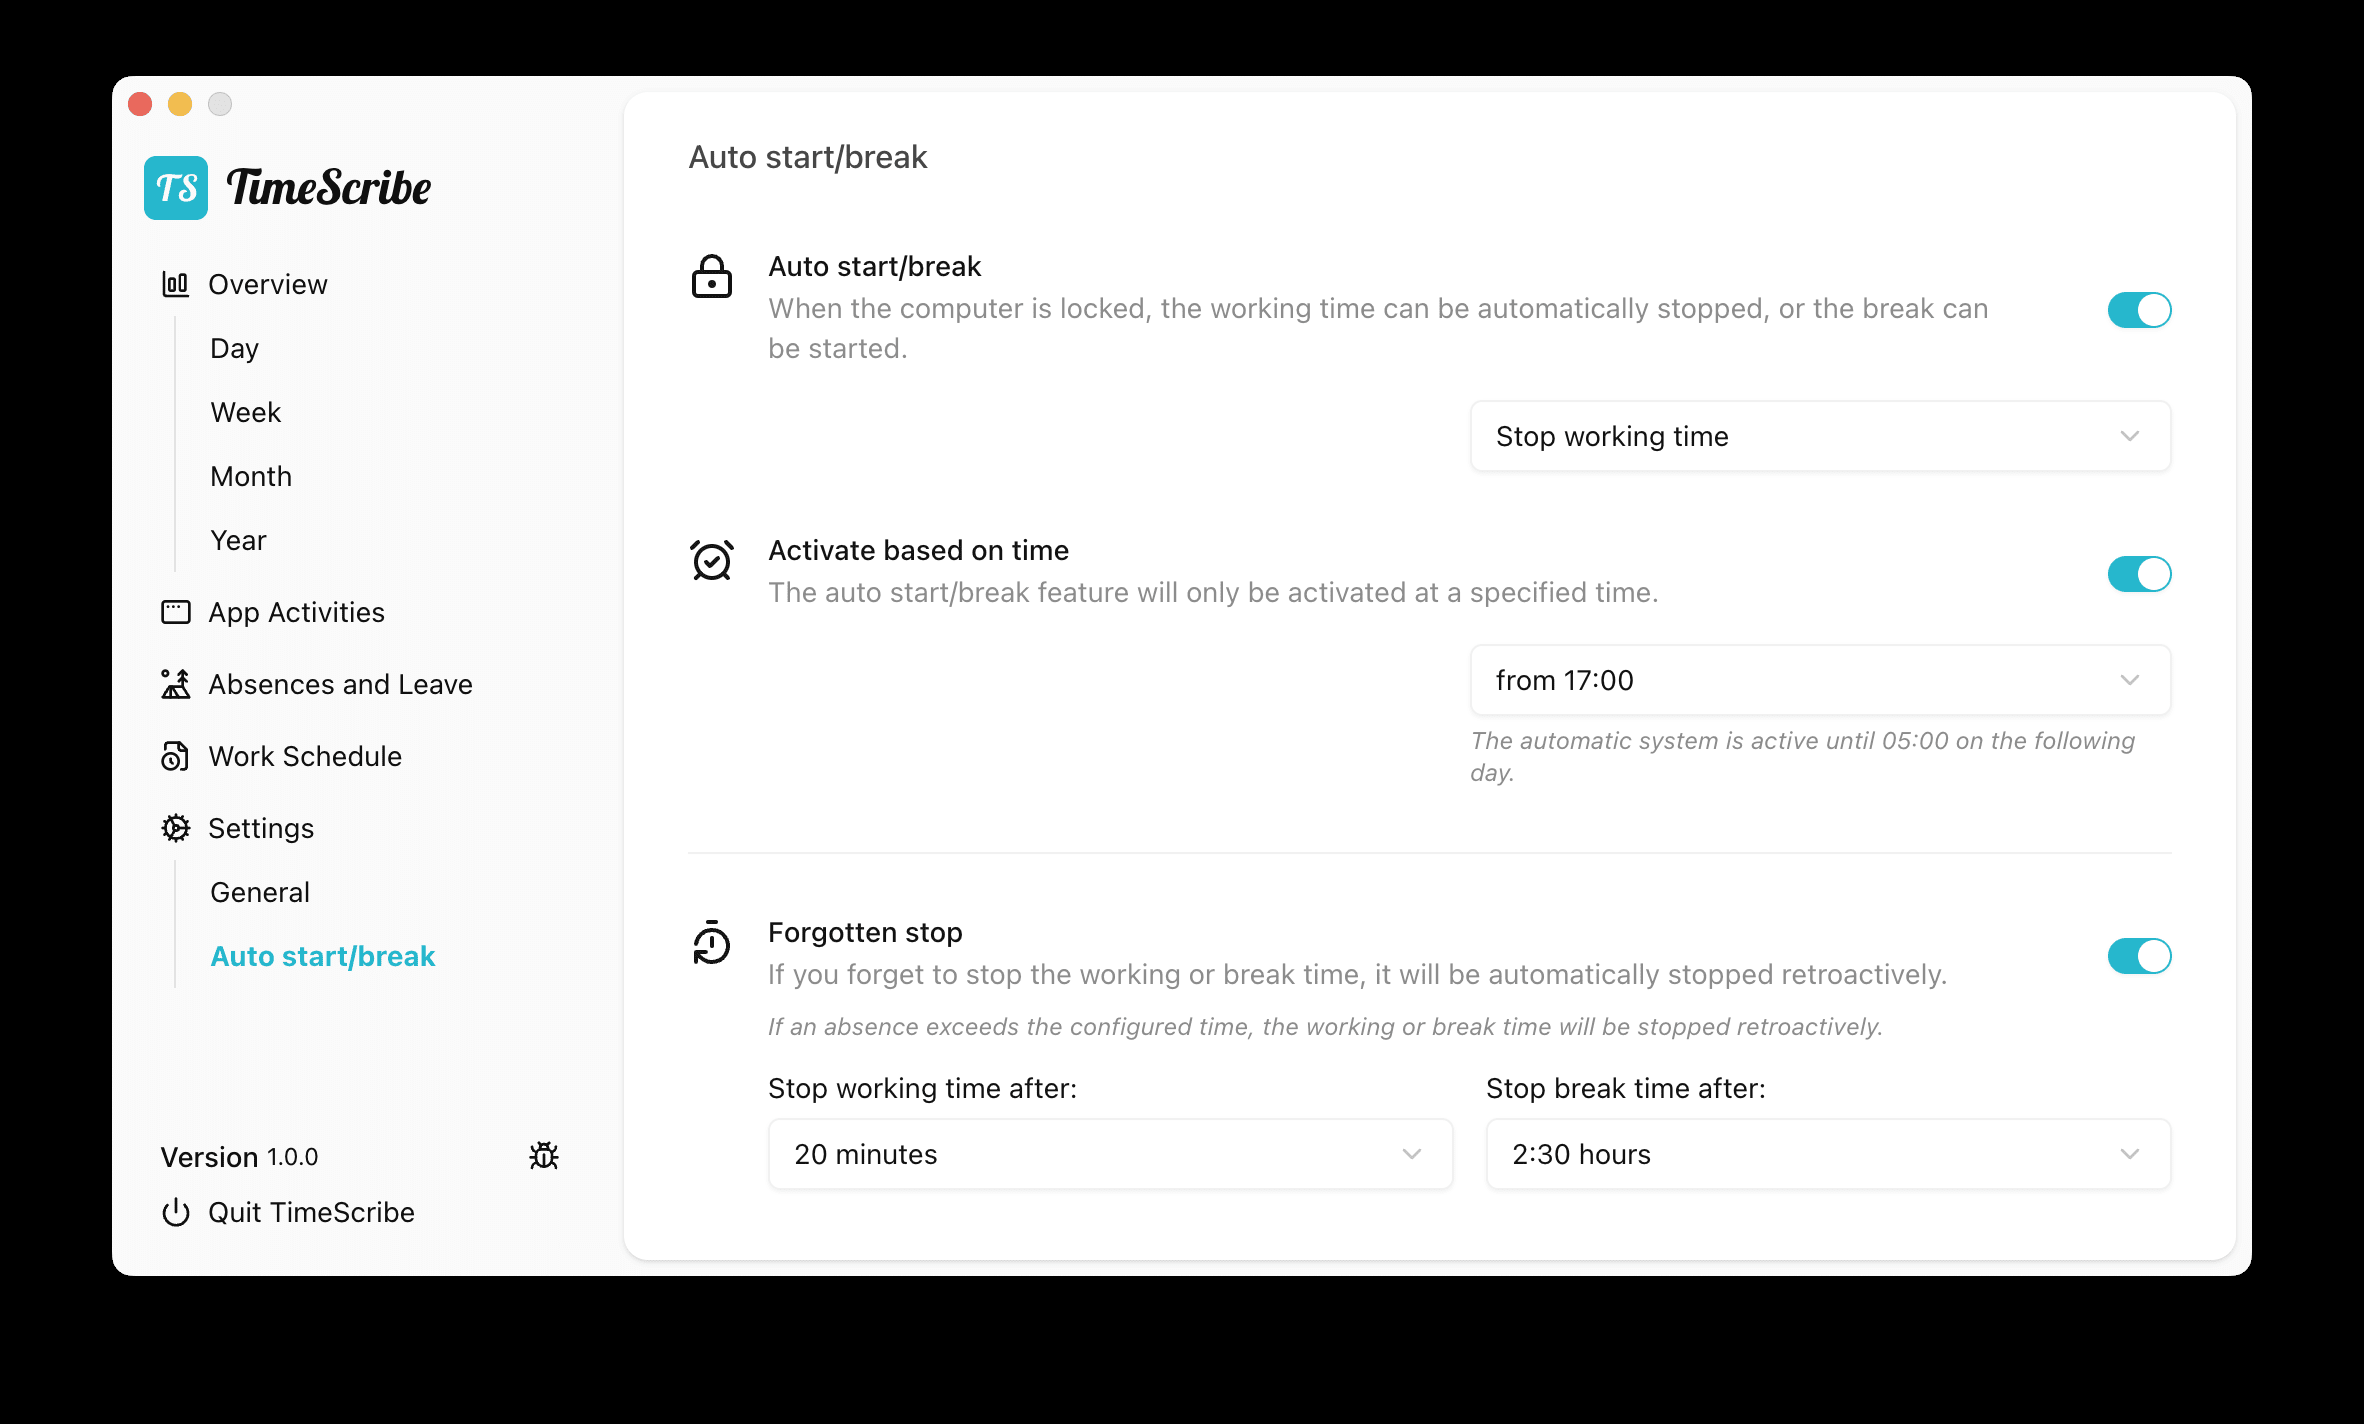 TS TimeScribe
Overview
Day
Week
Month
Year
App Activities
Absences and Leave
Work Schedule
Settings
General
Auto start/break
Version 1.0.0
Quit TimeScribe
Auto start/break
Auto start/break
When the computer is locked, the working time can be automatically stopped, or the break can
be started.
Stop working time
Activate based on time
The auto start/break feature will only be activated at a specified time.
from 17:00
The automatic system is active until 05:00 on the following
day.
Forgotten stop
If you forget to stop the working or break time, it will be automatically stopped retroactively.
If an absence exceeds the configured time, the working or break time will be stopped retroactively.
Stop working time after:
20 minutes
Stop break time after:
2:30 hours